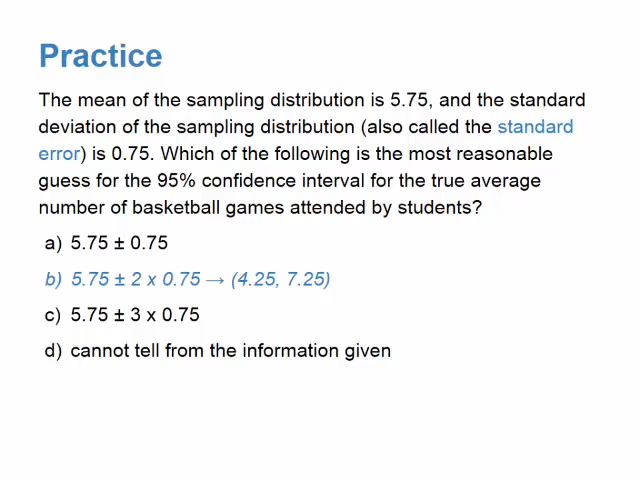 Practice
The mean of the sampling distribution is 5.75, and the standard
deviation of the sampling distribution (also called the standard
error) is 0.75. Which of the following is the most reasonable
guess for the 95% confidence interval for the true average
number of basketball games attended by students?
a) 5.75 ± 0.75
b) 5.75 ± 2 x 0.75 → (4.25, 7.25)
c) 5.75 ± 3 x 0.75
d) cannot tell from the information given